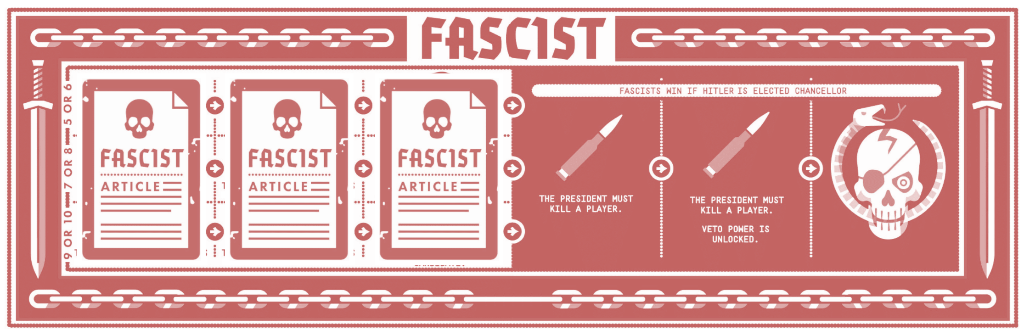 FASCIST
5 OR 6
7 OR 8
9 OR 10
FASCIST
ARTICLE
FASCIST
ARTICLE
FASCIST
ARTICLE
FASCISTS WIN IF HITLER IS ELECTED CHANCELLOR
THE PRESIDENT MUST
KILL A PLAYER.
THE PRESIDENT MUST
KILL A PLAYER.
VETO POWER IS
UNLOCKED.